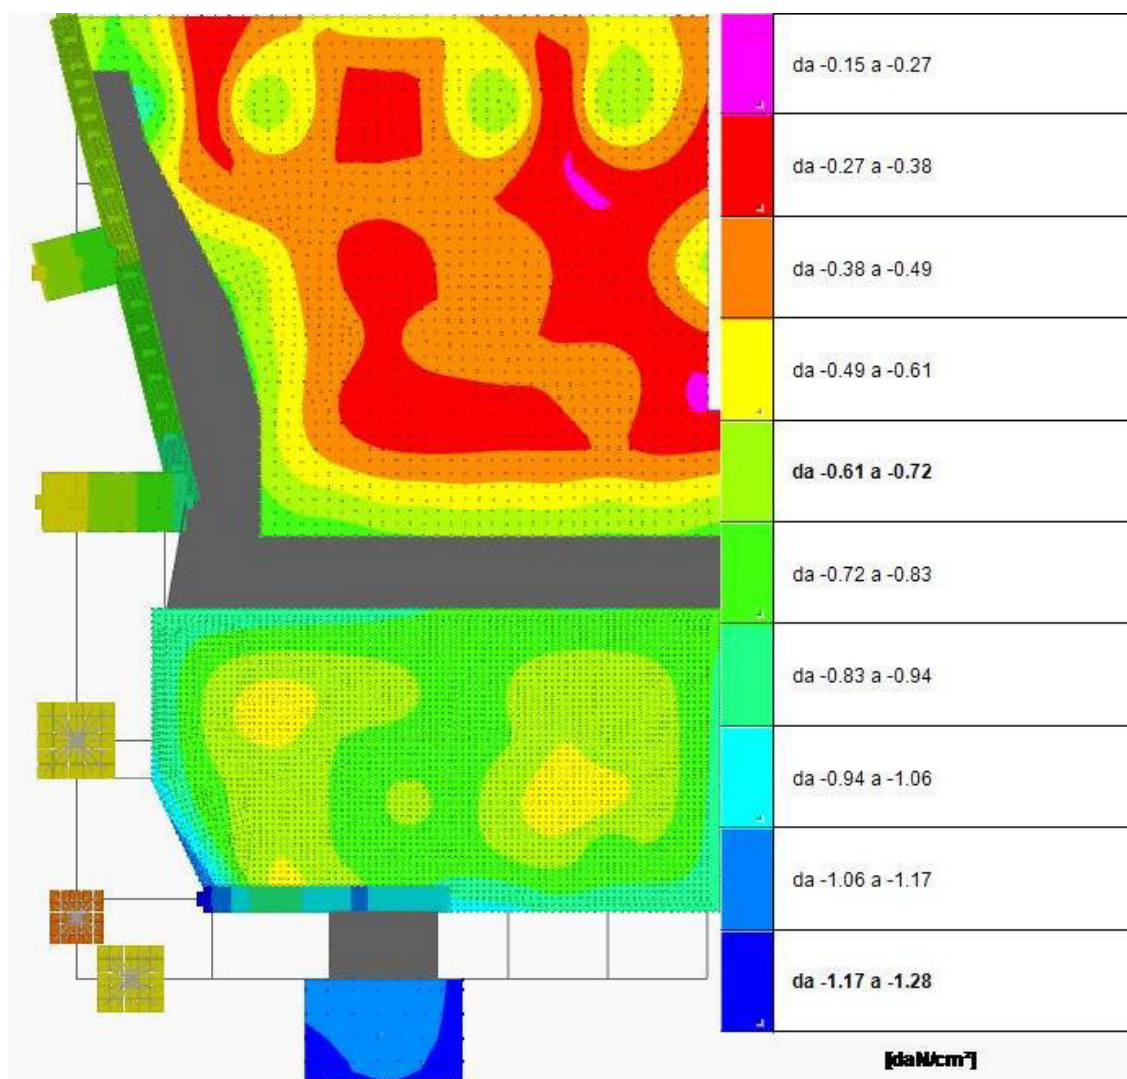 da -0.15 a -0.27
da -0.27 a -0.38
da -0.38 a -0.49
da -0.49 a -0.61
da -0.61 a -0.72
da -0.72 a -0.83
da -0.83 a -0.94
da -0.94 a -1.06
da -1.06 a -1.17
da -1.17 a -1.28
[daN/cm²]